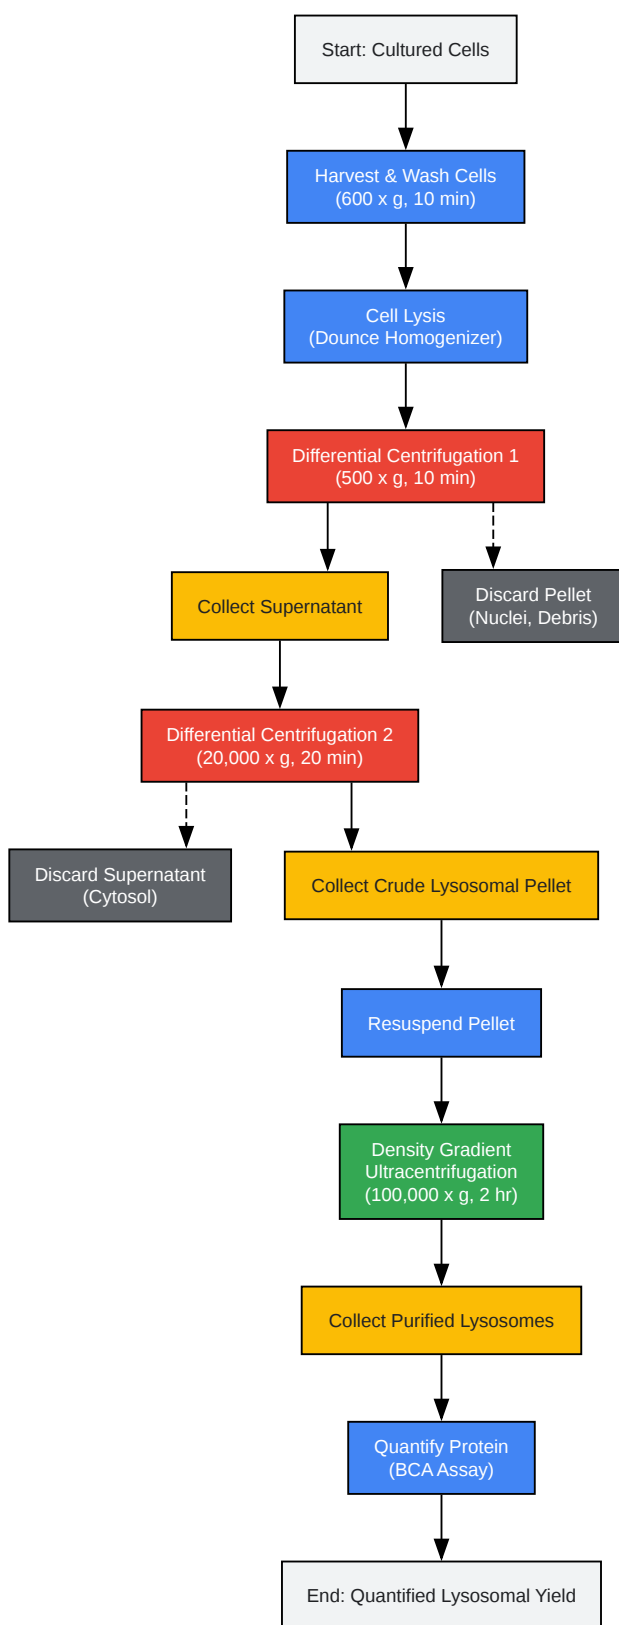 Start: Cultured Cells
Harvest & Wash Cells
(600 x g, 10 min)
Cell Lysis
(Dounce Homogenizer)
Differential Centrifugation 1
(500 x g, 10 min)
Collect Supernatant
Discard Pellet
(Nuclei, Debris)
Differential Centrifugation 2
(20,000 x g, 20 min)
Discard Supernatant
(Cytosol)
Collect Crude Lysosomal Pellet
Resuspend Pellet
Density Gradient
Ultracentrifugation
(100,000 x g, 2 hr)
Collect Purified Lysosomes
Quantify Protein
(BCA Assay)
End: Quantified Lysosomal Yield